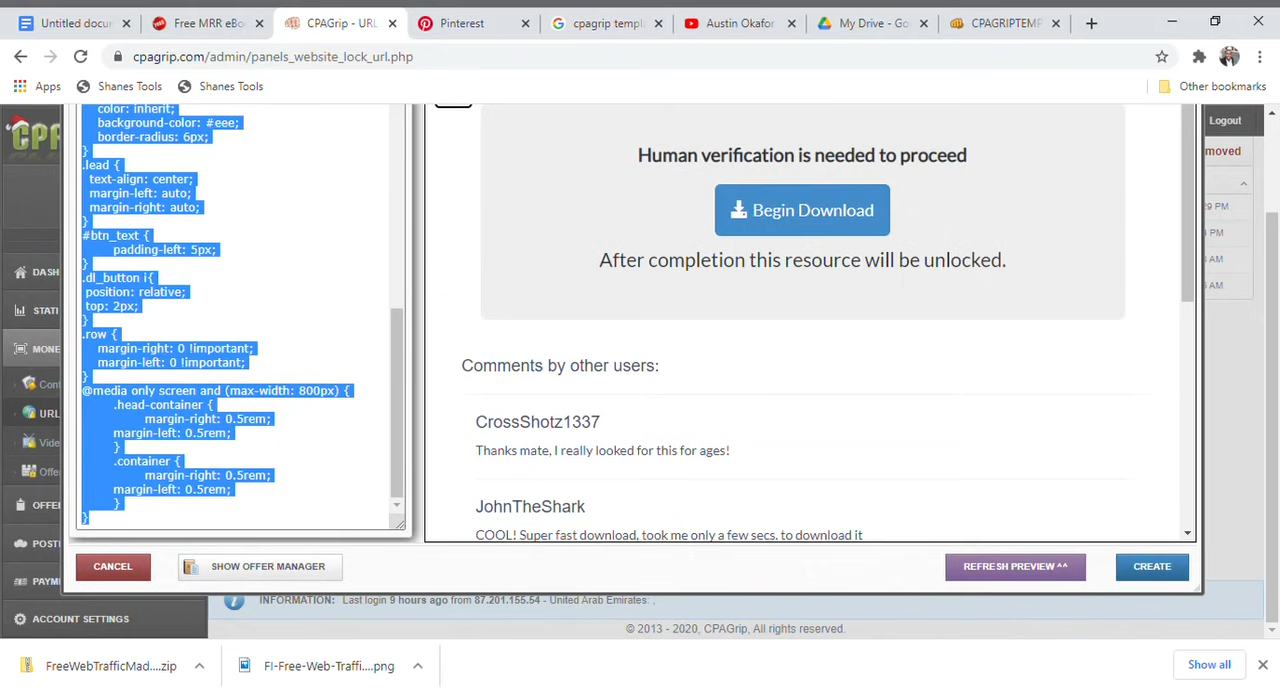 Untitled docum
Free MRR eBo
CPAGrip - URL
Pinterest
cpagrip templ
Austin Okafor
My Drive - Go
CPAGRIPTEMP
cpagrip.com/admin/panels_website_lock_url.php
Apps
Shanes Tools
Shanes Tools
Other bookmarks
CPA
Logout
moved
DASH
STATI
MONE
Cont
URL
Vide
Offe
OFFE
POSTI
PAYM
ACCOUNT SETTINGS
color: inherit;
background-color: #eee;
border-radius: 6px;
}
.lead {
text-align: center;
margin-left: auto;
margin-right: auto;
}
#btn_text {
padding-left: 5px;
}
.dl_button i{
position: relative;
top: 2px;
}
.row {
margin-right: 0 !important;
margin-left: 0 !important;
}
@media only screen and (max-width: 800px) {
.head-container {
margin-right: 0.5rem;
margin-left: 0.5rem;
}
.container {
margin-right: 0.5rem;
margin-left: 0.5rem;
}
}
Human verification is needed to proceed
Begin Download
After completion this resource will be unlocked.
Comments by other users:
CrossShotz1337
Thanks mate, I really looked for this for ages!
JohnTheShark
COOL! Super fast download, took me only a few secs. to download it
PM
PM
AM
AM
CANCEL
SHOW OFFER MANAGER
REFRESH PREVIEW ^^
CREATE
INFORMATION: Last login 9 hours ago from 87.201.155.54 - United Arab Emirates: ,
© 2013 - 2020, CPAGrip, All rights reserved.
FreeWebTrafficMad....zip
FI-Free-Web-Traffi....png
Show all